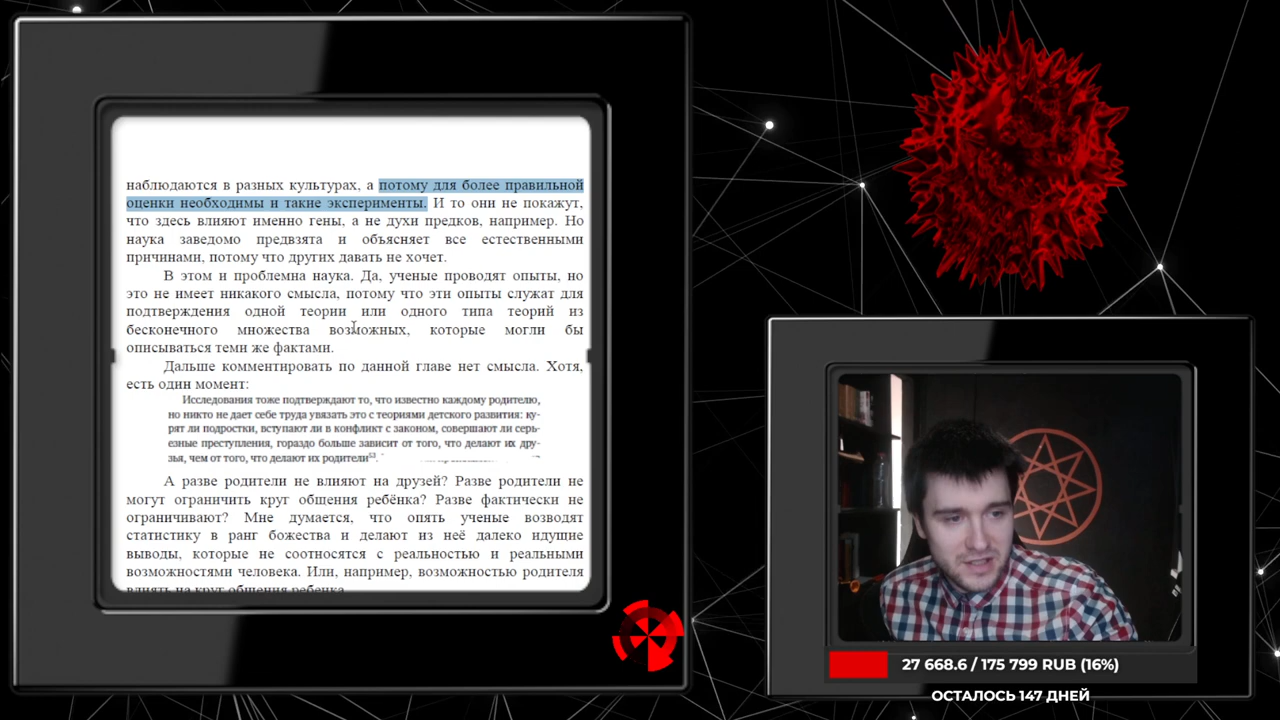 наблюдаются в разных культурах, а потому для более правильной
оценки необходимы и такие эксперименты. И то они не покажут,
что здесь влияют именно гены, а не духи предков, например. Но
наука заведомо предвзята и объясняет все естественными
причинами, потому что других давать не хочет.
В этом и проблемна наука. Да, ученые проводят опыты, но
это не имеет никакого смысла, потому что эти опыты служат для
подтверждения одной теории или одного типа теорий из
бесконечного множества возможных, которые могли бы
описываться теми же фактами.
Дальше комментировать по данной главе нет смысла. Хотя,
есть один момент:
Исследования тоже подтверждают то, что известно каждому родителю,
но никто не дает себе труда увязать это с теориями детского развития: ку-
рят ли подростки, вступают ли в конфликт с законом, совершают ли серь-
езные преступления, гораздо больше зависит от того, что делают их дру-
зья, чем от того, что делают их родители⁵³.
А разве родители не влияют на друзей? Разве родители не
могут ограничить круг общения ребёнка? Разве фактически не
ограничивают? Мне думается, что опять ученые возводят
статистику в ранг божества и делают из неё далеко идущие
выводы, которые не соотносятся с реальностью и реальными
возможностями человека. Или, например, возможностью родителя
влиять на круг общения ребенка.
27 668.6 / 175 799 RUB (16%)
ОСТАЛОСЬ 147 ДНЕЙ